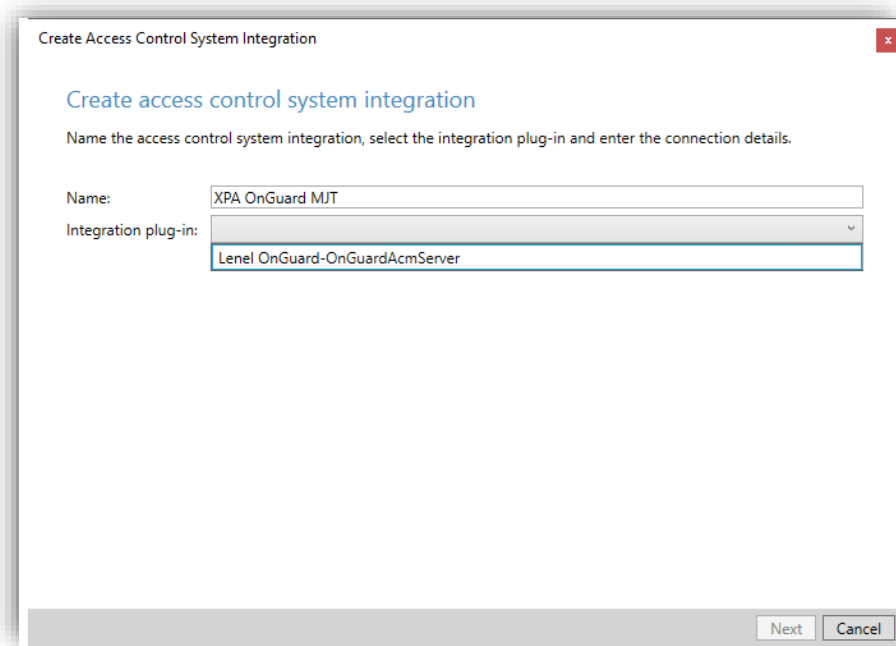 Create Access Control System Integration
x
Create access control system integration
Name the access control system integration, select the integration plug-in and enter the connection details.
Name: XPA OnGuard MJT
Integration plug-in:
Lenel OnGuard-OnGuardAcmServer
Next Cancel